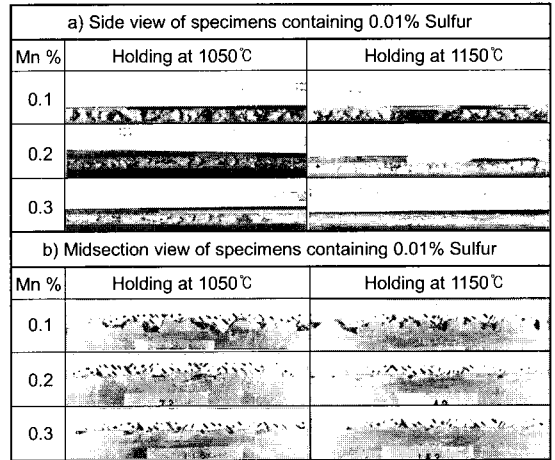 a) Side view of specimens containing 0.01% Sulfur
Mn % Holding at 1050℃ Holding at 1150℃
0.1
0.2
0.3
b) Midsection view of specimens containing 0.01% Sulfur
Mn % Holding at 1050℃ Holding at 1150℃
0.1
0.2
0.3